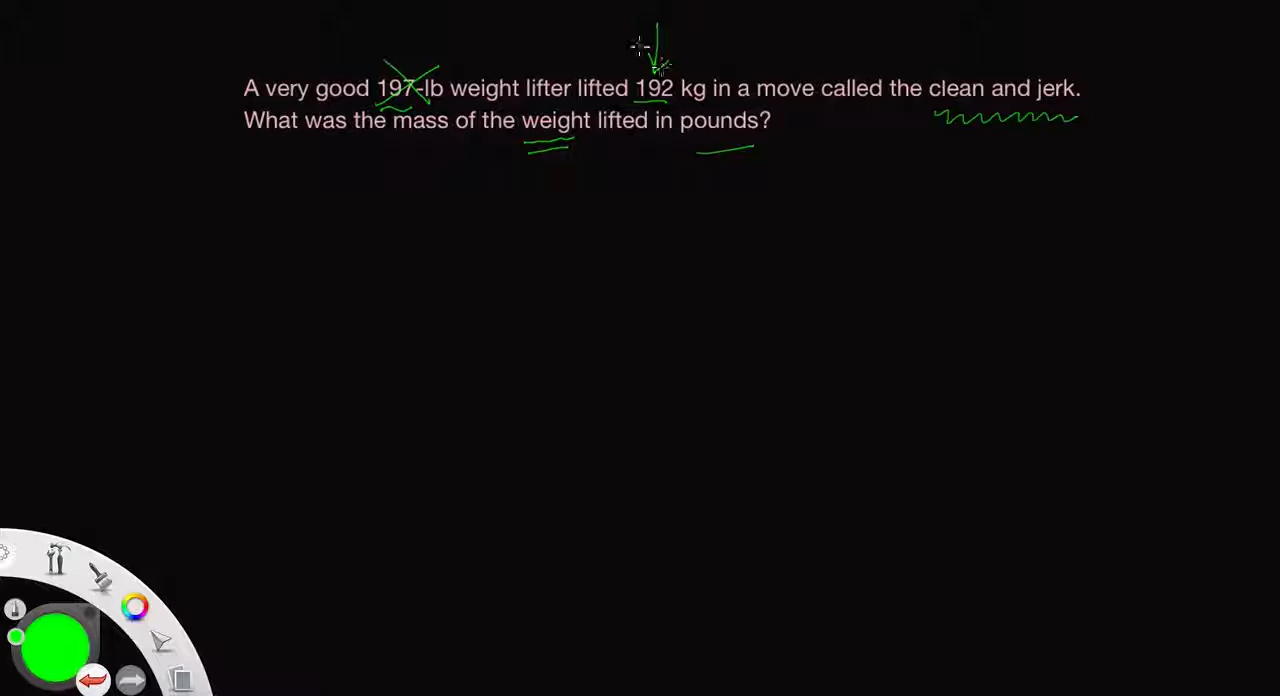 A very good 197-lb weight lifter lifted 192 kg in a move called the clean and jerk.
What was the mass of the weight lifted in pounds?